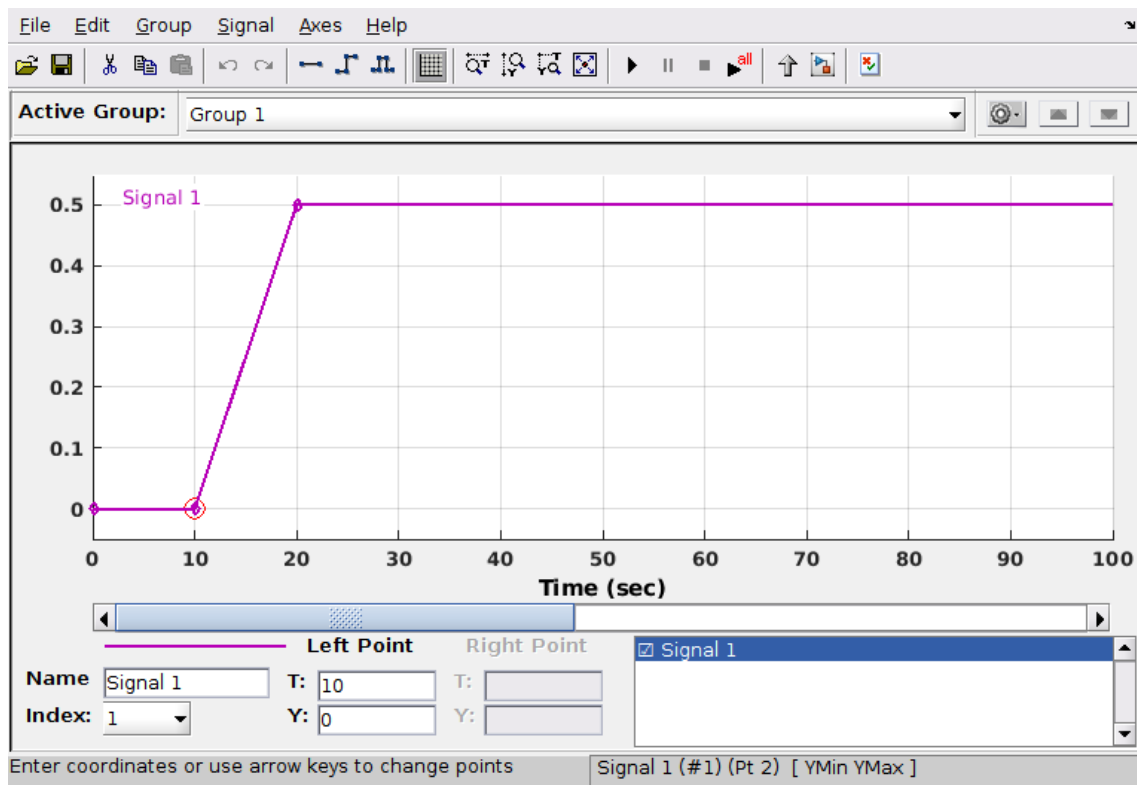 File Edit Group Signal Axes Help
all
Active Group: Group 1
Signal 1
0.5
0.4
0.3
0.2
0.1
0
0 10 20 30 40 50 60 70 80 90 100
Time (sec)
Left Point Right Point
Name Signal 1 T: 10 T:
Index: 1 Y: 0 Y:
Signal 1
Enter coordinates or use arrow keys to change points Signal 1 (#1) (Pt 2) [ YMin YMax ]